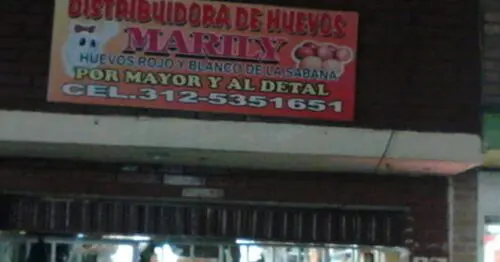 DISTRIBUIDORA DE HUEVOS
MARILY
HUEVOS ROJO Y BLANCO DE LA SABANA
POR MAYOR Y AL DETAL
CEL.312-5351651